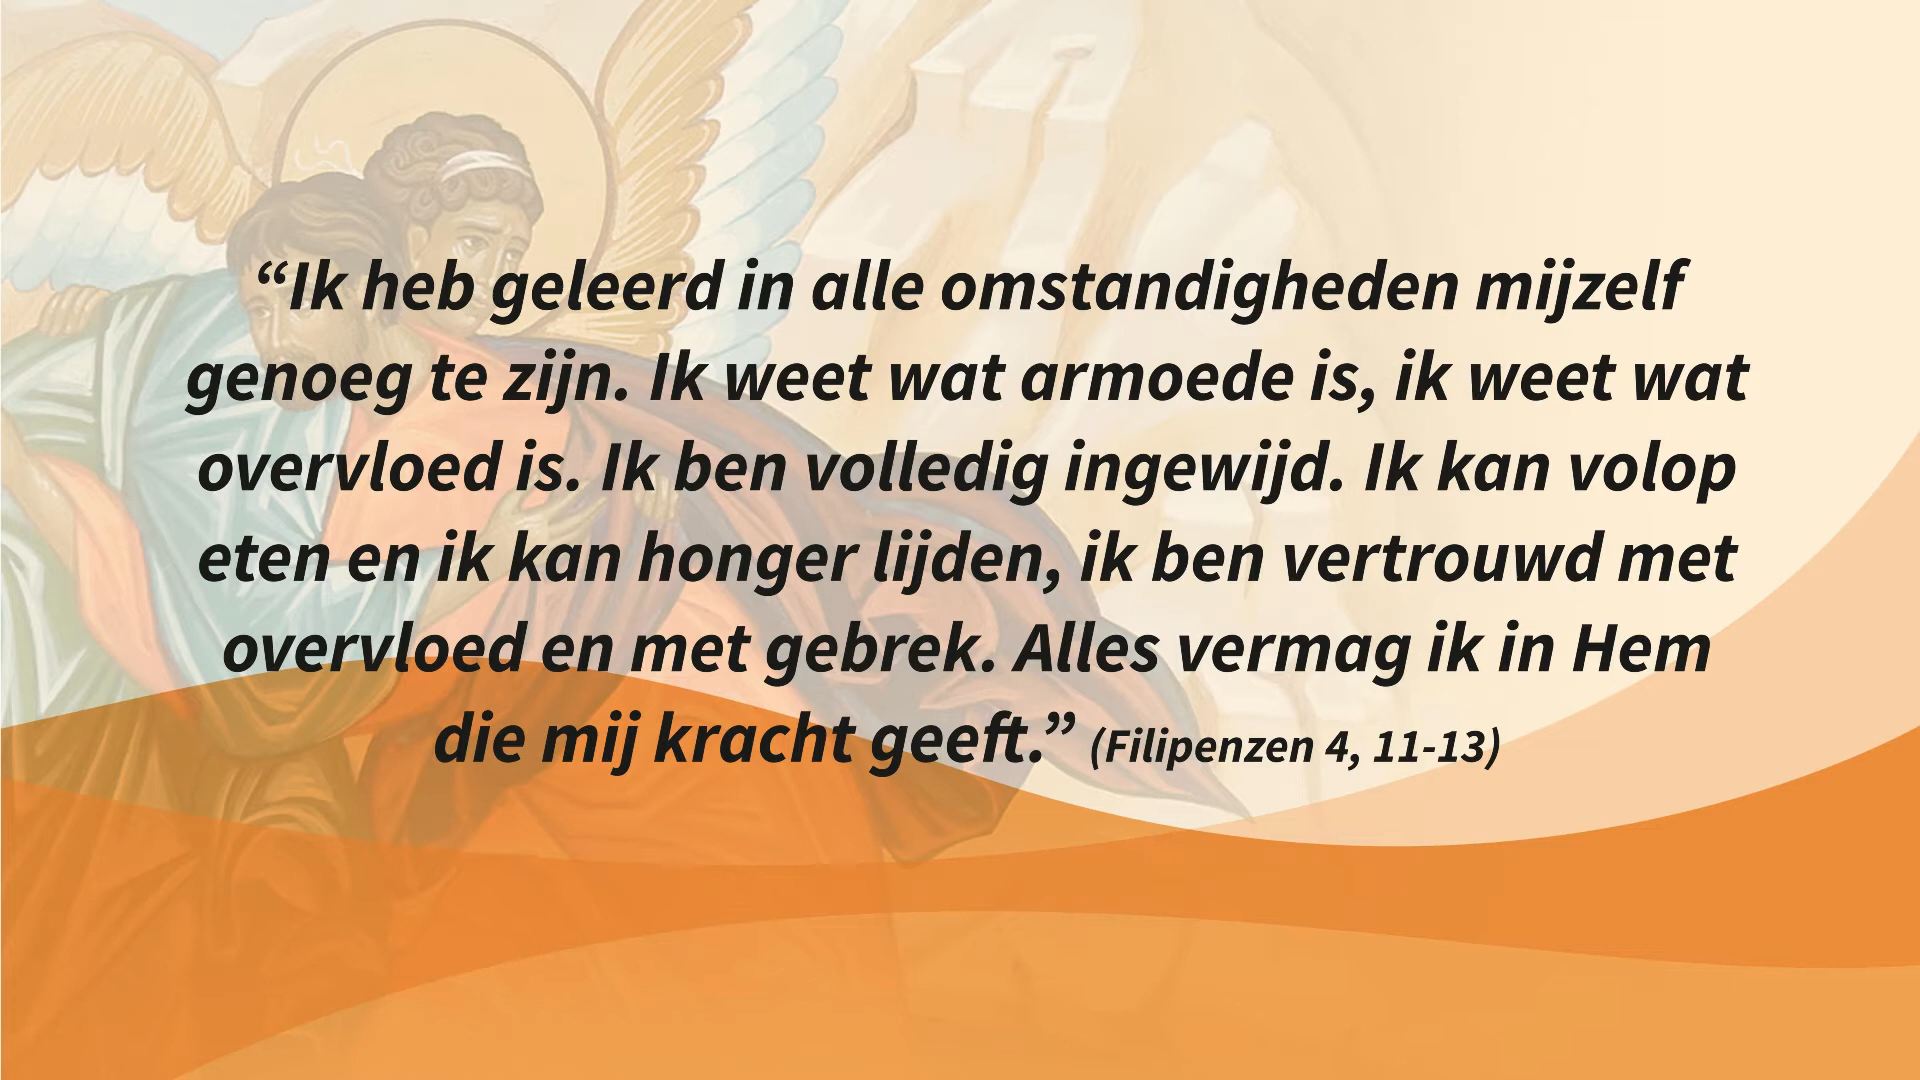 “Ik heb geleerd in alle omstandigheden mijzelf
genoeg te zijn. Ik weet wat armoede is, ik weet wat
overvloed is. Ik ben volledig ingewijd. Ik kan volop
eten en ik kan honger lijden, ik ben vertrouwd met
overvloed en met gebrek. Alles vermag ik in Hem
die mij kracht geeft.” (Filipenzen 4, 11-13)